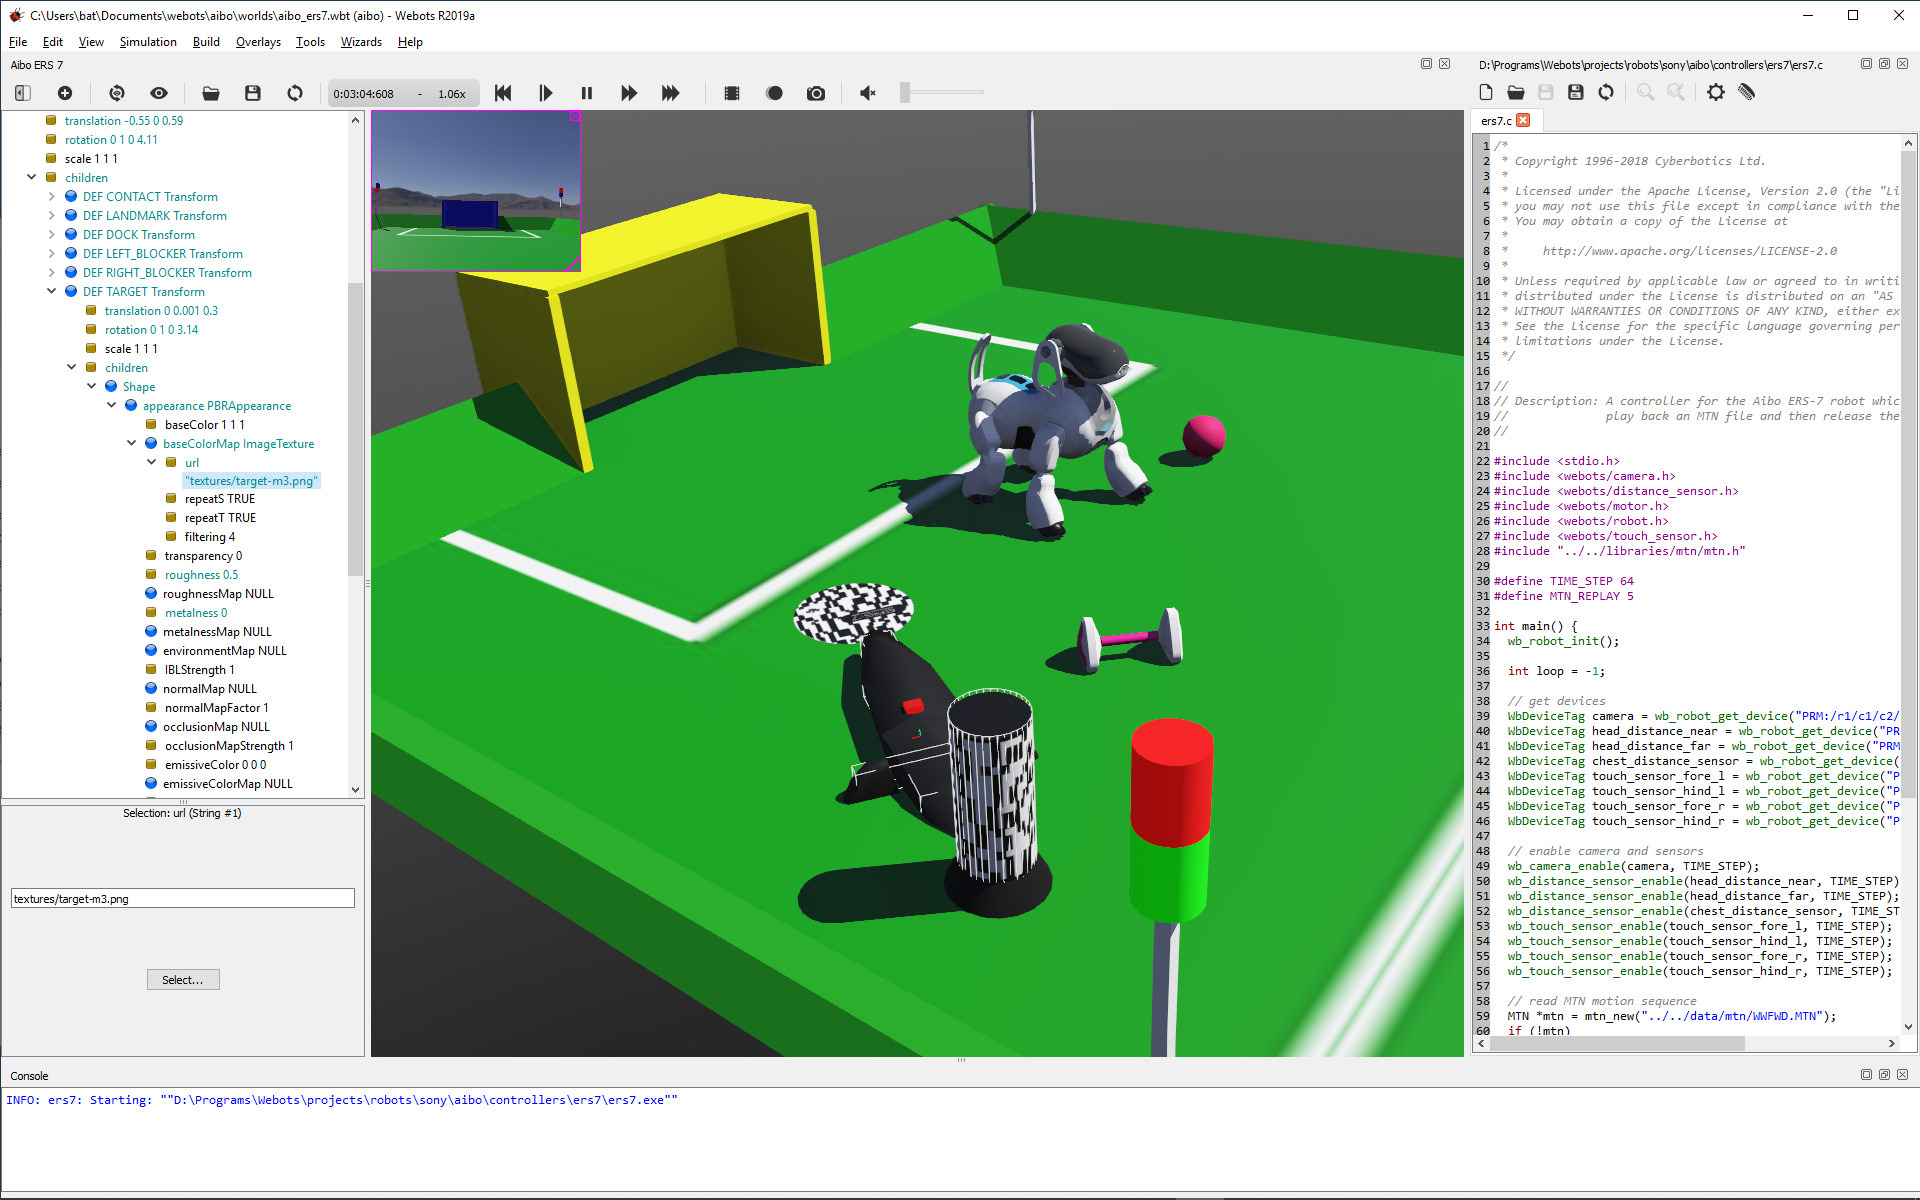 C:\Users\bat\Documents\webots\aibo\worlds\aibo_ers7.wbt (aibo) - Webots R2019a
File Edit View Simulation Build Overlays Tools Wizards Help
Aibo ERS 7
0:03:04:608 - 1.06x
translation -0.55 0 0.59
rotation 0 1 0 4.11
scale 1 1 1
children
DEF CONTACT Transform
DEF LANDMARK Transform
DEF DOCK Transform
DEF LEFT_BLOCKER Transform
DEF RIGHT_BLOCKER Transform
DEF TARGET Transform
translation 0 0.001 0.3
rotation 0 1 0 3.14
scale 1 1 1
children
Shape
appearance PBRAppearance
baseColor 1 1 1
baseColorMap ImageTexture
url
"textures/target-m3.png"
repeatS TRUE
repeatT TRUE
filtering 4
transparency 0
roughness 0.5
roughnessMap NULL
metalness 0
metalnessMap NULL
environmentMap NULL
IBLStrength 1
normalMap NULL
normalMapFactor 1
occlusionMap NULL
occlusionMapStrength 1
emissiveColor 0 0 0
emissiveColorMap NULL
Selection: url (String #1)
textures/target-m3.png
Select...
D:\Programs\Webots\projects\robots\sony\aibo\controllers\ers7\ers7.c
ers7.c
1 /*
2 * Copyright 1996-2018 Cyberbotics Ltd.
3 *
4 * Licensed under the Apache License, Version 2.0 (the "Li
5 * you may not use this file except in compliance with the
6 * You may obtain a copy of the License at
7 *
8 * http://www.apache.org/licenses/LICENSE-2.0
9 *
10 * Unless required by applicable law or agreed to in writi
11 * distributed under the License is distributed on an "AS
12 * WITHOUT WARRANTIES OR CONDITIONS OF ANY KIND, either ex
13 * See the License for the specific language governing per
14 * limitations under the License.
15 */
16
17 //
18 // Description: A controller for the Aibo ERS-7 robot whic
19 // play back an MTN file and then release the
20 //
21
22 #include <stdio.h>
23 #include <webots/camera.h>
24 #include <webots/distance_sensor.h>
25 #include <webots/motor.h>
26 #include <webots/robot.h>
27 #include <webots/touch_sensor.h>
28 #include "../../libraries/mtn/mtn.h"
29
30 #define TIME_STEP 64
31 #define MTN_REPLAY 5
32
33 int main() {
34 wb_robot_init();
35
36 int loop = -1;
37
38 // get devices
39 WbDeviceTag camera = wb_robot_get_device("PRM:/r1/c1/c2/
40 WbDeviceTag head_distance_near = wb_robot_get_device("PR
41 WbDeviceTag head_distance_far = wb_robot_get_device("PRM
42 WbDeviceTag chest_distance_sensor = wb_robot_get_device(
43 WbDeviceTag touch_sensor_fore_l = wb_robot_get_device("P
44 WbDeviceTag touch_sensor_hind_l = wb_robot_get_device("P
45 WbDeviceTag touch_sensor_fore_r = wb_robot_get_device("P
46 WbDeviceTag touch_sensor_hind_r = wb_robot_get_device("P
47
48 // enable camera and sensors
49 wb_camera_enable(camera, TIME_STEP);
50 wb_distance_sensor_enable(head_distance_near, TIME_STEP)
51 wb_distance_sensor_enable(head_distance_far, TIME_STEP);
52 wb_distance_sensor_enable(chest_distance_sensor, TIME_ST
53 wb_touch_sensor_enable(touch_sensor_fore_l, TIME_STEP);
54 wb_touch_sensor_enable(touch_sensor_hind_l, TIME_STEP);
55 wb_touch_sensor_enable(touch_sensor_fore_r, TIME_STEP);
56 wb_touch_sensor_enable(touch_sensor_hind_r, TIME_STEP);
57
58 // read MTN motion sequence
59 MTN *mtn = mtn_new("../../data/mtn/WWFWD.MTN");
60 if (!mtn)
Console
INFO: ers7: Starting: ""D:\Programs\Webots\projects\robots\sony\aibo\controllers\ers7\ers7.exe""